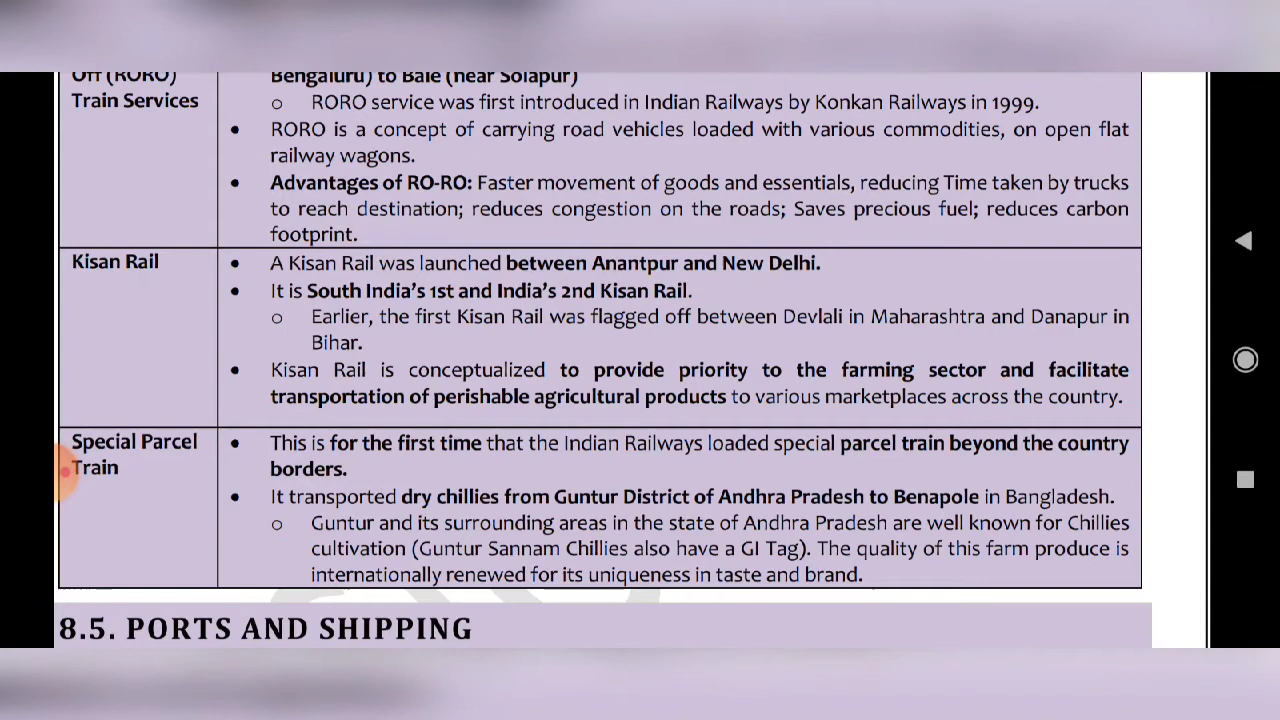 Off (RORO)
Train Services
Bengaluru) to Bale (near Solapur)
o RORO service was first introduced in Indian Railways by Konkan Railways in 1999.
• RORO is a concept of carrying road vehicles loaded with various commodities, on open flat
railway wagons.
• Advantages of RO-RO: Faster movement of goods and essentials, reducing Time taken by trucks
to reach destination; reduces congestion on the roads; Saves precious fuel; reduces carbon
footprint.
Kisan Rail
• A Kisan Rail was launched between Anantpur and New Delhi.
• It is South India's 1st and India's 2nd Kisan Rail.
o Earlier, the first Kisan Rail was flagged off between Devlali in Maharashtra and Danapur in
Bihar.
• Kisan Rail is conceptualized to provide priority to the farming sector and facilitate
transportation of perishable agricultural products to various marketplaces across the country.
Special Parcel
Train
• This is for the first time that the Indian Railways loaded special parcel train beyond the country
borders.
• It transported dry chillies from Guntur District of Andhra Pradesh to Benapole in Bangladesh.
o Guntur and its surrounding areas in the state of Andhra Pradesh are well known for Chillies
cultivation (Guntur Sannam Chillies also have a GI Tag). The quality of this farm produce is
internationally renewed for its uniqueness in taste and brand.
8.5. PORTS AND SHIPPING